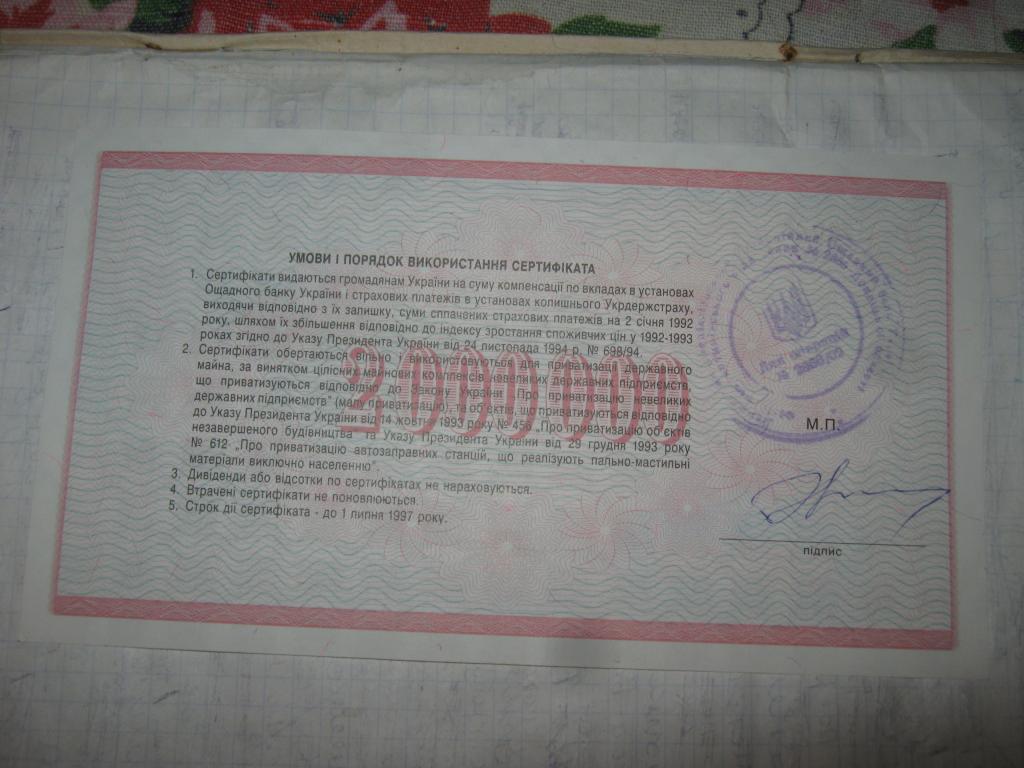 УМОВИ І ПОРЯДОК ВИКОРИСТАННЯ СЕРТИФІКАТА
1. Сертифікати видаються громадянам України на суму компенсації по вкладах в установах
Ощадного банку України і страхових платежів в установах колишнього Укрдержстраху,
виходячи відповідно з їх залишку, суми сплачених страхових платежів на 2 січня 1992
року, шляхом їх збільшення відповідно до індексу зростання споживчих цін у 1992-1993
роках згідно до Указу Президента України від 24 листопада 1994 р. № 698/94.
2. Сертифікати обертаються вільно і використовуються для приватизації державного
майна, за винятком цілісних майнових комплексів невеликих державних підприємств,
що приватизуються відповідно до Закону України "Про приватизацію невеликих
державних підприємств" (малу приватизацію), та об'єктів, що приватизуються відповідно
до Указу Президента України від 14 жовтня 1993 року № 456 „Про приватизацію об'єктів
незавершеного будівництва" та Указу Президента України від 29 грудня 1993 року
№ 612 „Про приватизацію автозаправних станцій, що реалізують пально-мастильні
матеріали виключно населенню".
3. Дивіденди або відсотки по сертифікатах не нараховуються.
4. Втрачені сертифікати не поновлюються.
5. Строк дії сертифіката - до 1 липня 1997 року.
2000000
М.П.
підпис